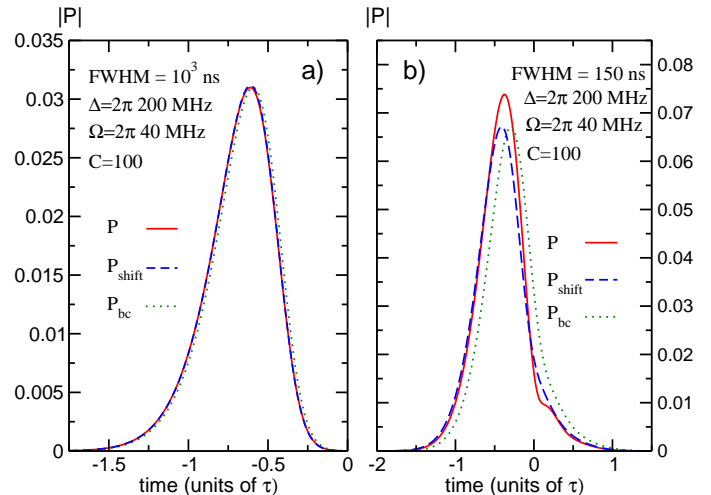 |P|
0.035
0.03
0.025
0.02
0.015
0.01
0.005
0
a)
FWHM = 10³ ns
Δ=2π 200 MHz
Ω=2π 40 MHz
C=100
P
P_shift
P_bc
-1.5
-1
-0.5
0
time (units of τ)
|P|
b)
FWHM = 150 ns
Δ=2π 200 MHz
Ω=2π 40 MHz
C=100
P
P_shift
P_bc
0.08
0.07
0.06
0.05
0.04
0.03
0.02
0.01
0
-2
-1
0
1
time (units of τ)